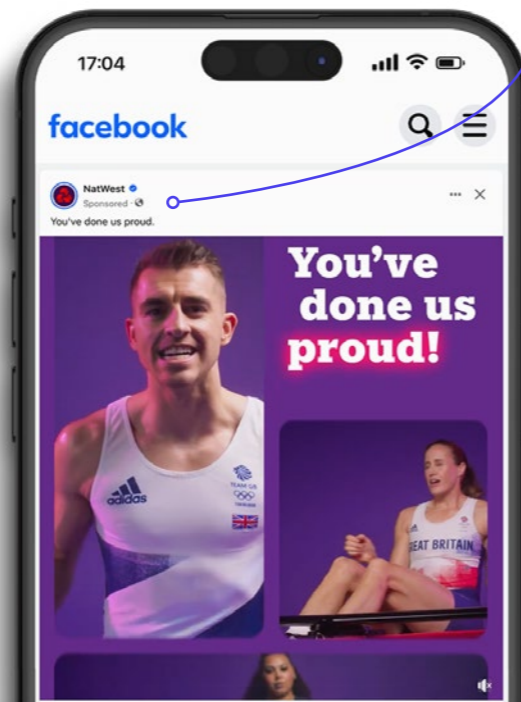 17:04
facebook
NatWest
Sponsored ·
You've done us proud.
You've
done us
proud!
adidas
TEAM GB
GREAT BRITAIN